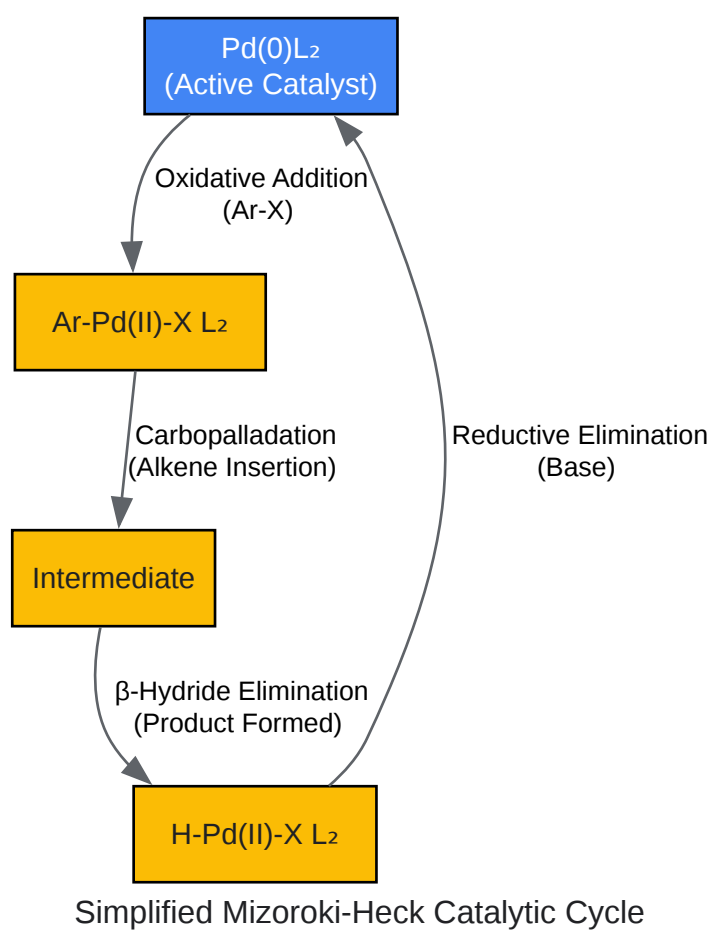 Pd(0)L₂
(Active Catalyst)
Oxidative Addition
(Ar-X)
Ar-Pd(II)-X L₂
Carbopalladation
(Alkene Insertion)
Reductive Elimination
(Base)
Intermediate
β-Hydride Elimination
(Product Formed)
H-Pd(II)-X L₂
Simplified Mizoroki-Heck Catalytic Cycle